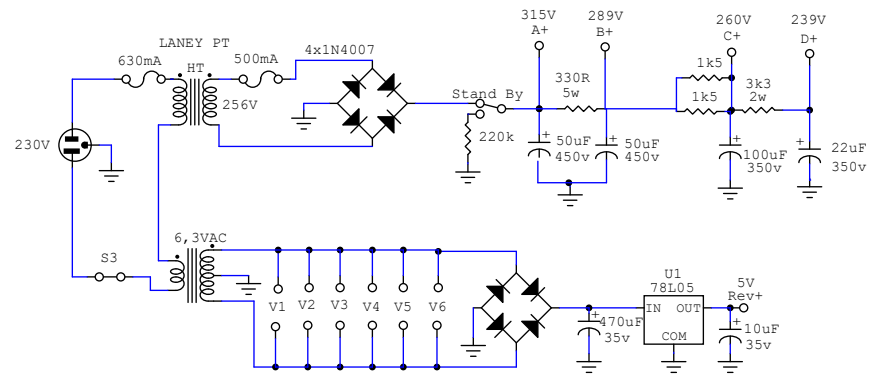 315V
A+
289V
B+
260V
C+
239V
D+
LANEY PT
630mA
HT
500mA
4x1N4007
256V
Stand By
330R
5w
1k5
1k5
3k3
2w
230V
220k
50uF
450v
50uF
450v
100uF
350v
22uF
350v
6,3VAC
S3
V1
V2
V3
V4
V5
V6
U1
78L05
IN
OUT
COM
5V
Rev+
470uF
35v
10uF
35v